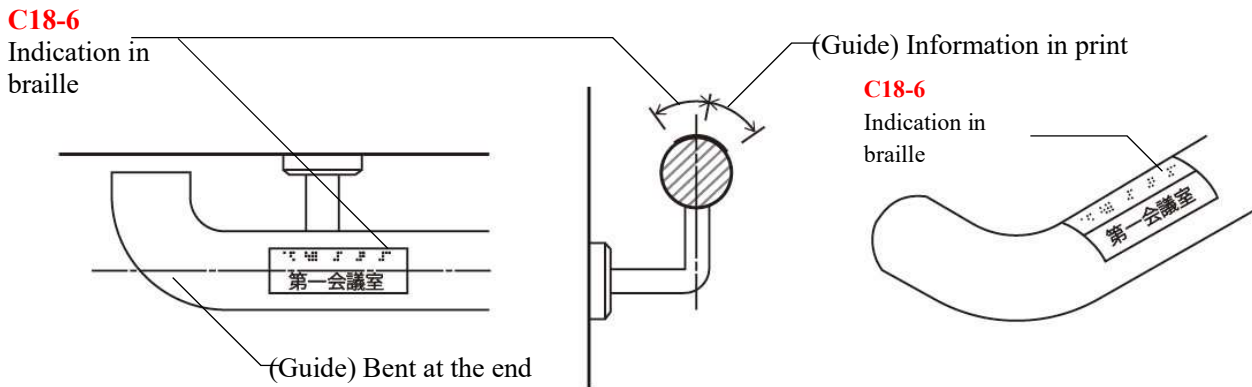 C18-6
Indication in
braille
(Guide) Information in print
C18-6
Indication in
braille
第一会議室
第一会議室
(Guide) Bent at the end